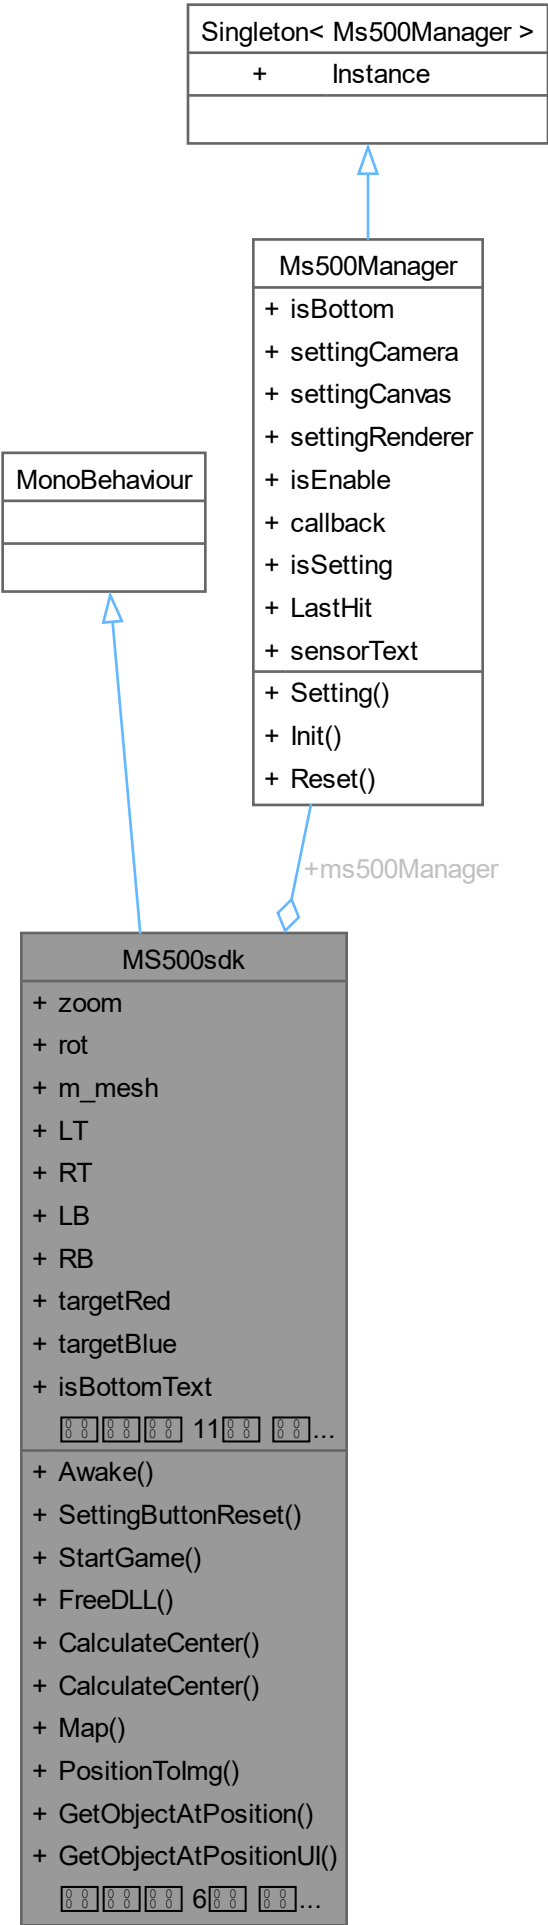 Singleton< Ms500Manager >
+ Instance
Ms500Manager
+ isBottom
+ settingCamera
+ settingCanvas
+ settingRenderer
+ isEnable
+ callback
+ isSetting
+ LastHit
+ sensorText
+ Setting()
+ Init()
+ Reset()
MonoBehaviour
+ms500Manager
MS500sdk
+ zoom
+ rot
+ m_mesh
+ LT
+ RT
+ LB
+ RB
+ targetRed
+ targetBlue
+ isBottomText
11 ...
+ Awake()
+ SettingButtonReset()
+ StartGame()
+ FreeDLL()
+ CalculateCenter()
+ CalculateCenter()
+ Map()
+ PositionToImg()
+ GetObjectAtPosition()
+ GetObjectAtPositionUI()
6 ...